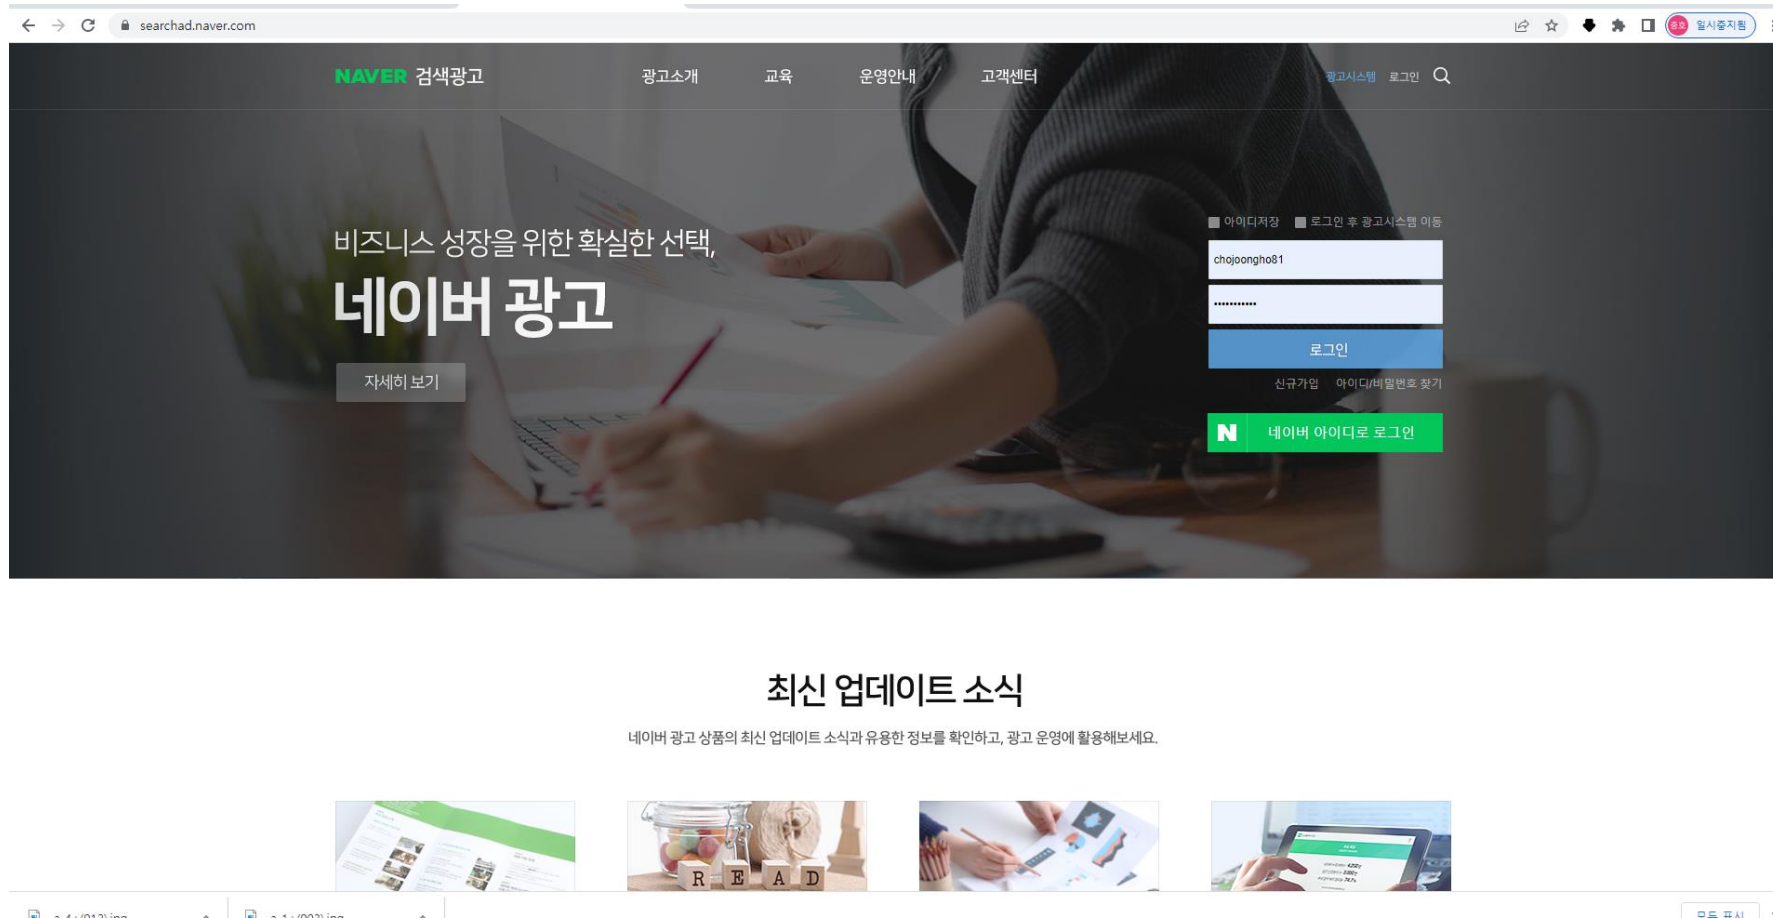 searchad.naver.com
중호 일시중지됨
NAVER 검색광고 광고소개 교육 운영안내 고객센터 광고시스템 로그인
아이디저장 로그인 후 광고시스템 이동
비즈니스 성장을 위한 확실한 선택,
chojoongho81
네이버 광고
로그인
자세히 보기
신규가입 아이디/비밀번호 찾기
N 네이버 아이디로 로그인
최신 업데이트 소식
네이버 광고 상품의 최신 업데이트 소식과 유용한 정보를 확인하고, 광고 운영에 활용해보세요.
READ
모두 표시